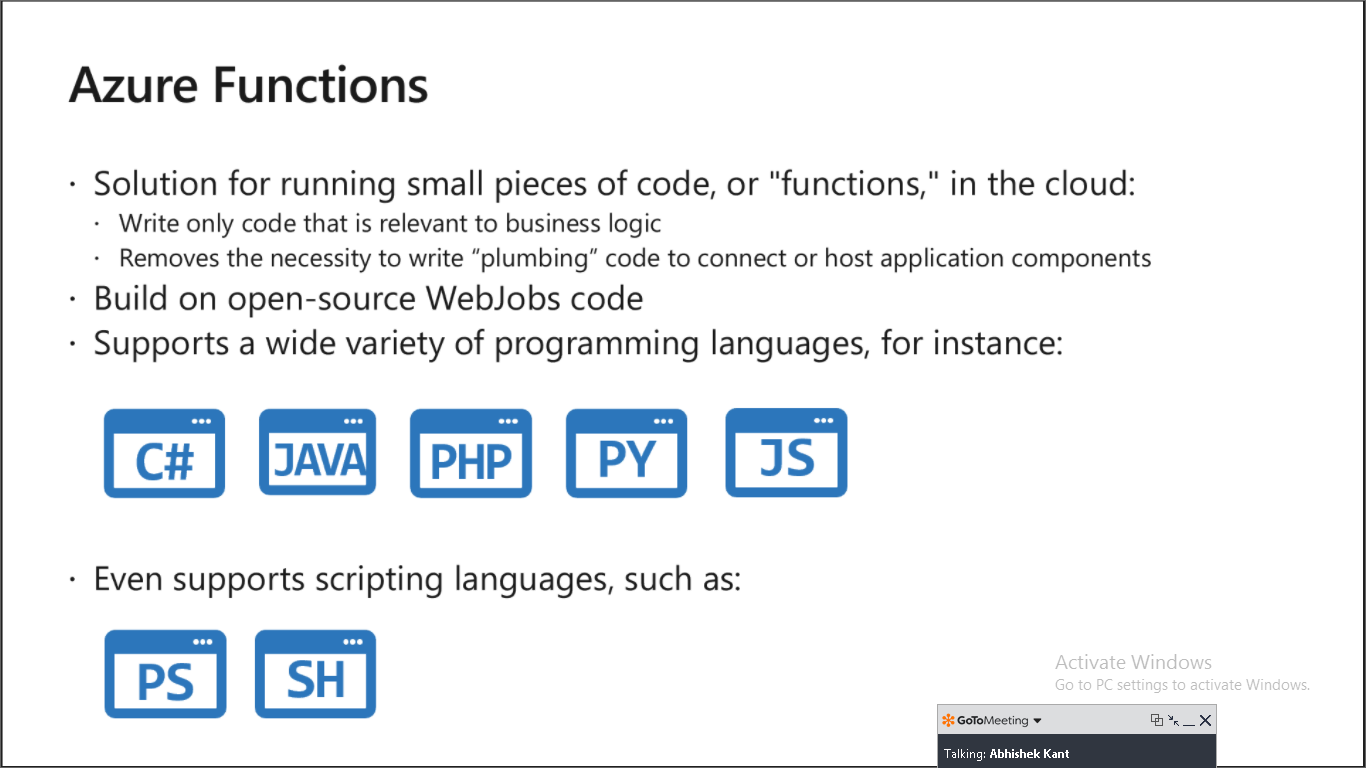 Azure Functions
· Solution for running small pieces of code, or "functions," in the cloud:
· Write only code that is relevant to business logic
· Removes the necessity to write “plumbing” code to connect or host application components
· Build on open-source WebJobs code
· Supports a wide variety of programming languages, for instance:
C# JAVA PHP PY JS
· Even supports scripting languages, such as:
PS SH
Activate Windows
Go to PC settings to activate Windows.
GoToMeeting
Talking: Abhishek Kant